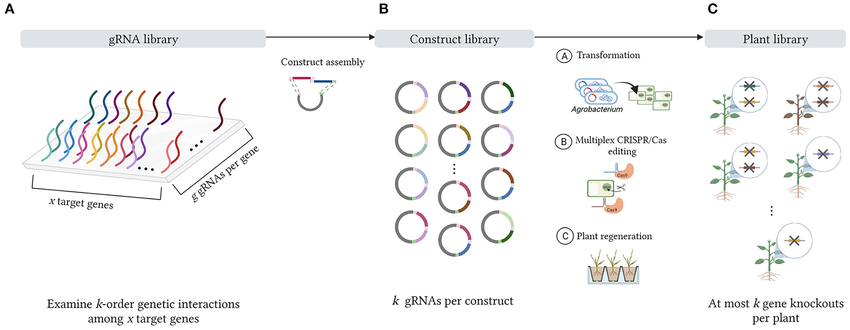 A
gRNA library
x target genes
g gRNAs per gene
Examine k-order genetic interactions
among x target genes
Construct assembly
B
Construct library
k gRNAs per construct
A Transformation
Agrobacterium
B Multiplex CRISPR/Cas
editing
Cas9
Cas9
C Plant regeneration
C
Plant library
At most k gene knockouts
per plant